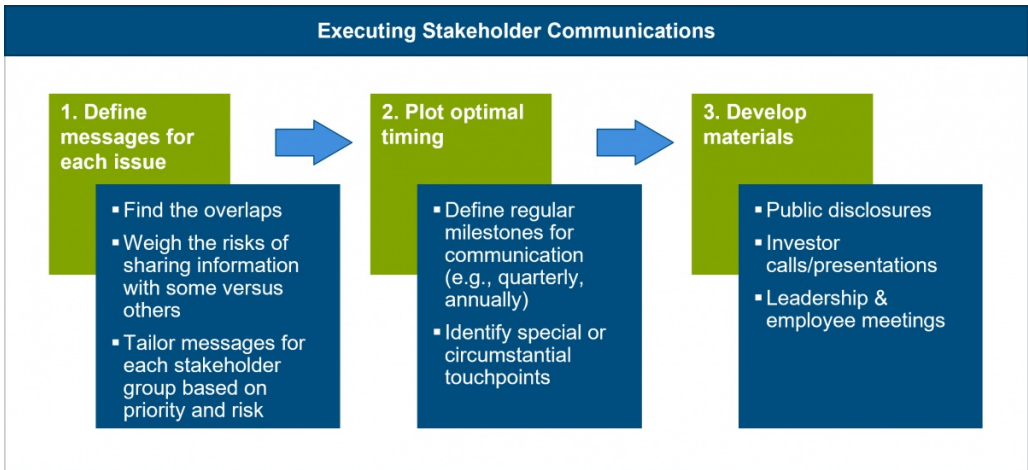 Executing Stakeholder Communications
1. Define
messages for
each issue
▪ Find the overlaps
▪ Weigh the risks of
sharing information
with some versus
others
▪ Tailor messages for
each stakeholder
group based on
priority and risk
2. Plot optimal
timing
▪ Define regular
milestones for
communication
(e.g., quarterly,
annually)
▪ Identify special or
circumstantial
touchpoints
3. Develop
materials
▪ Public disclosures
▪ Investor
calls/presentations
▪ Leadership &
employee meetings